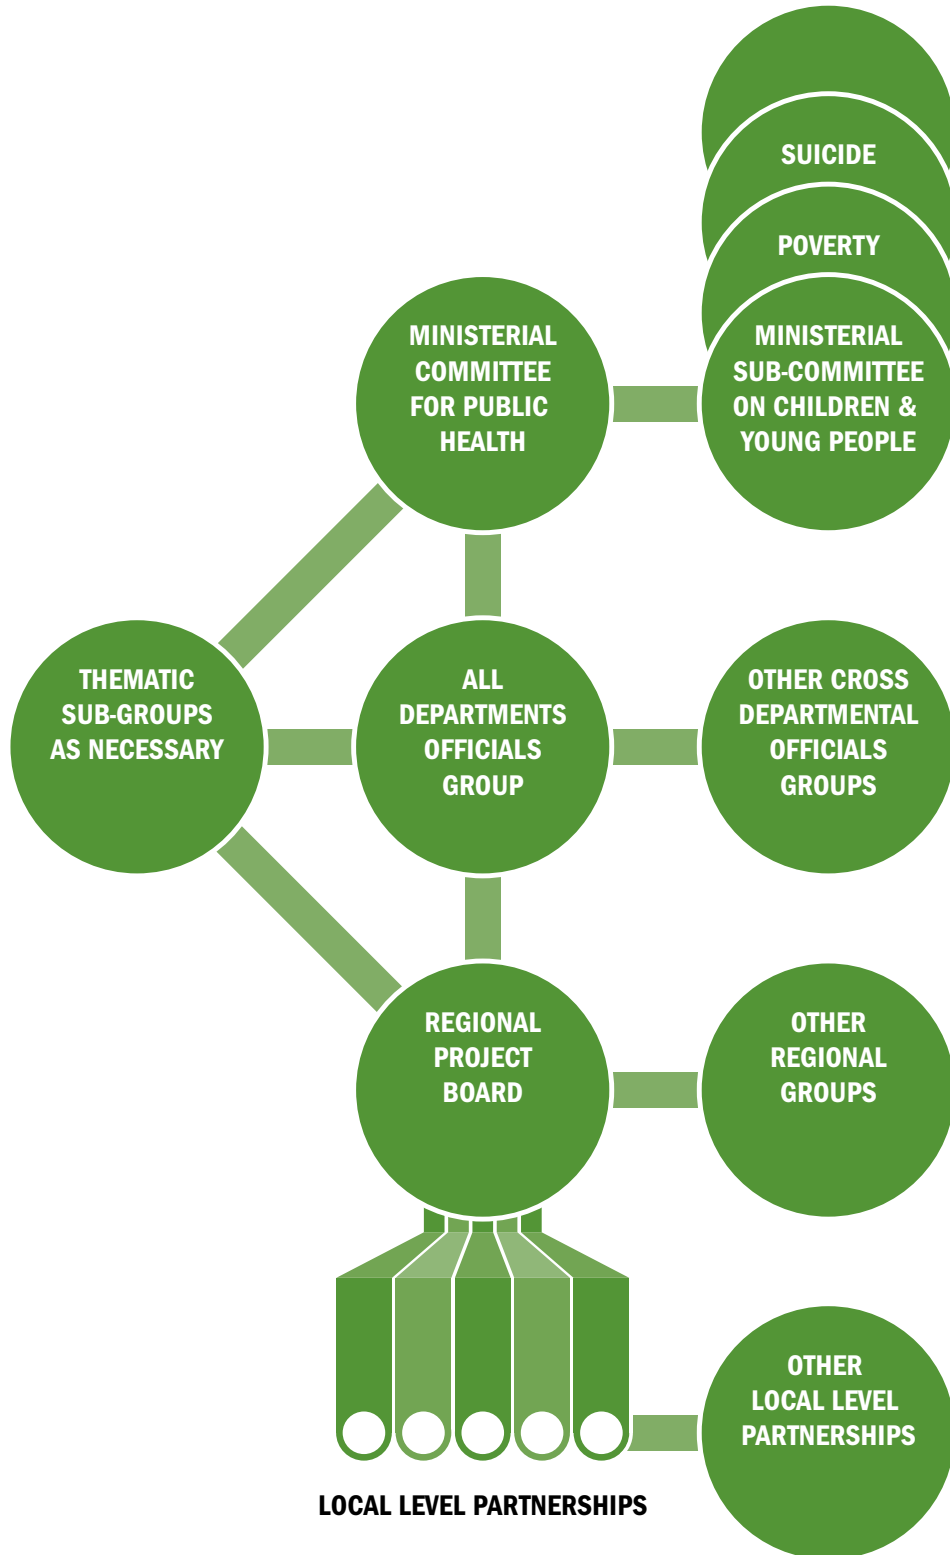 SUICIDE
POVERTY
MINISTERIAL
COMMITTEE
FOR PUBLIC
HEALTH
MINISTERIAL
SUB-COMMITTEE
ON CHILDREN &
YOUNG PEOPLE
THEMATIC
SUB-GROUPS
AS NECESSARY
ALL
DEPARTMENTS
OFFICIALS
GROUP
OTHER CROSS
DEPARTMENTAL
OFFICIALS
GROUPS
REGIONAL
PROJECT
BOARD
OTHER
REGIONAL
GROUPS
OTHER
LOCAL LEVEL
PARTNERSHIPS
LOCAL LEVEL PARTNERSHIPS